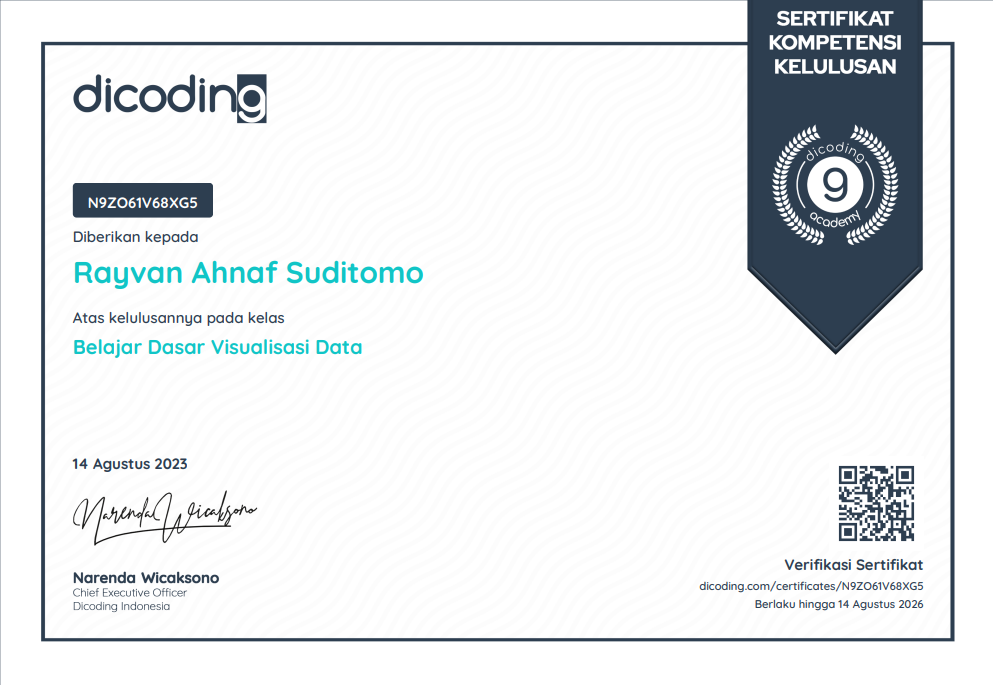 SERTIFIKAT
KOMPETENSI
KELULUSAN
dicoding
dicoding
g
academy
N9ZO61V68XG5
Diberikan kepada
Rayvan Ahnaf Suditomo
Atas kelulusannya pada kelas
Belajar Dasar Visualisasi Data
14 Agustus 2023
Narenda Wicaksono
Narenda Wicaksono
Chief Executive Officer
Dicoding Indonesia
Verifikasi Sertifikat
dicoding.com/certificates/N9ZO61V68XG5
Berlaku hingga 14 Agustus 2026